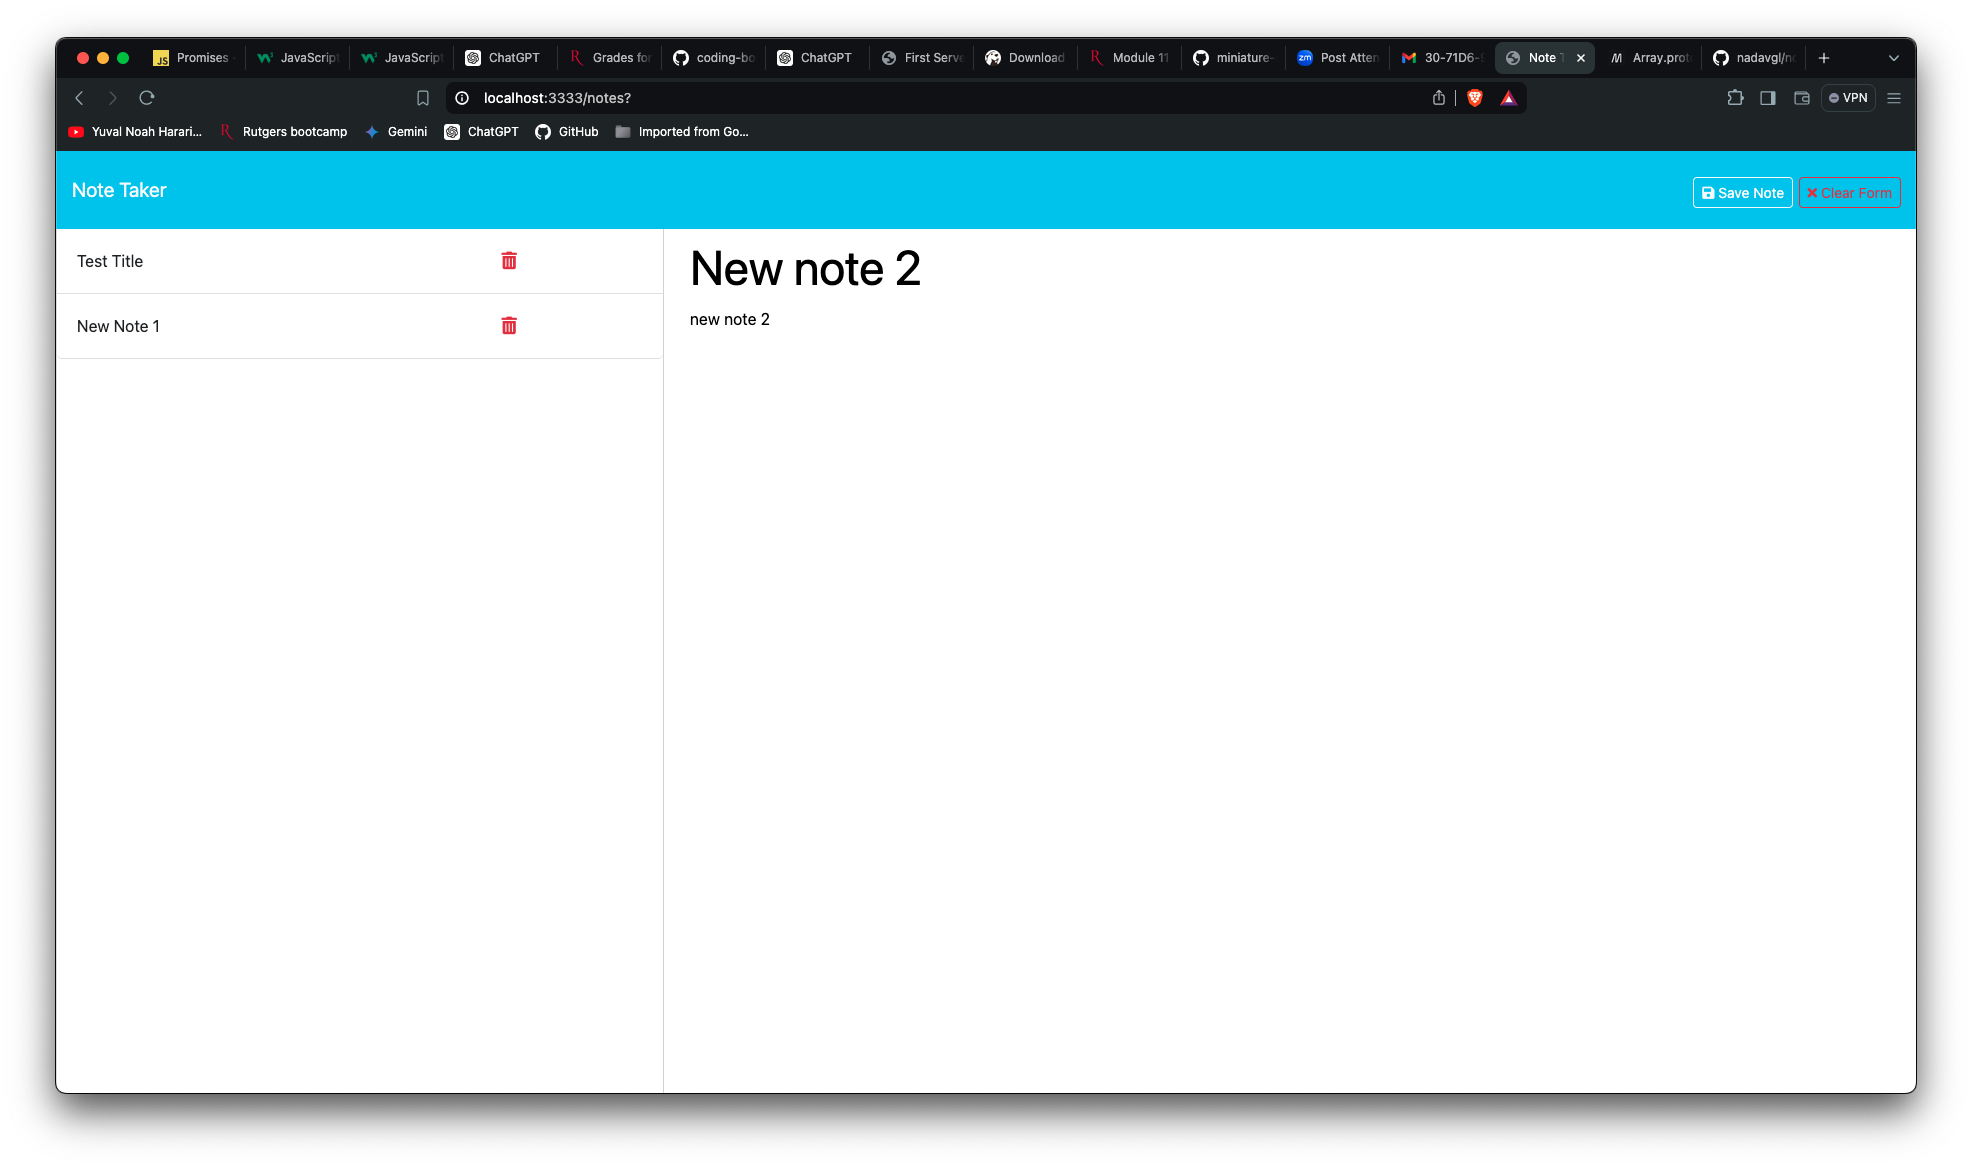 Promises
JavaScript
JavaScript
ChatGPT
Grades for
coding-bo
ChatGPT
First Serve
Download
Module 11
miniature-
Post Atten
30-71D6-
Note
Array.prot
nadavgl/
localhost:3333/notes?
VPN
Yuval Noah Harari...
Rutgers bootcamp
Gemini
ChatGPT
GitHub
Imported from Go...
Note Taker
Save Note
Clear Form
Test Title
New Note 1
New note 2
new note 2